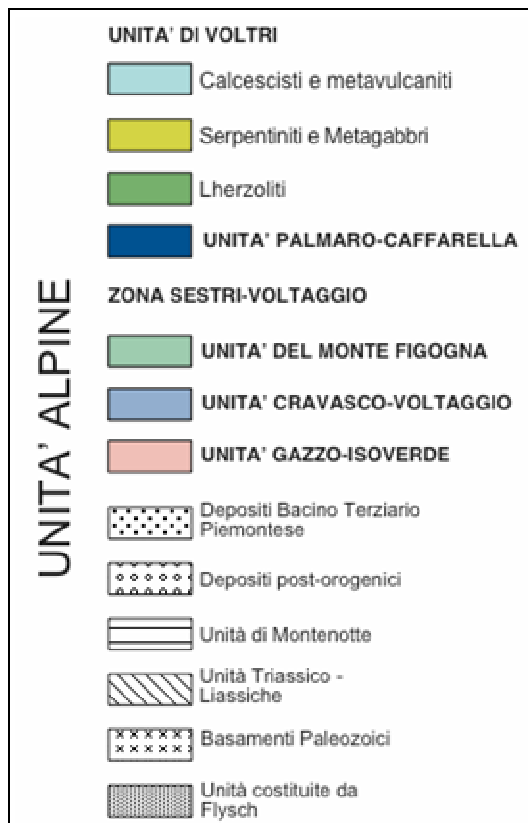 UNITA' ALPINE
UNITA' DI VOLTRI
Calcescisti e metavulcaniti
Serpentiniti e Metagabbri
Lherzoliti
UNITA' PALMARO-CAFFARELLA
ZONA SESTRI-VOLTAGGIO
UNITA' DEL MONTE FIGOGNA
UNITA' CRAVASCO-VOLTAGGIO
UNITA' GAZZO-ISOVERDE
Depositi Bacino Terziario
Piemontese
Depositi post-orogenici
Unità di Montenotte
Unità Triassico -
Liassiche
Basamenti Paleozoici
Unità costituite da
Flysch